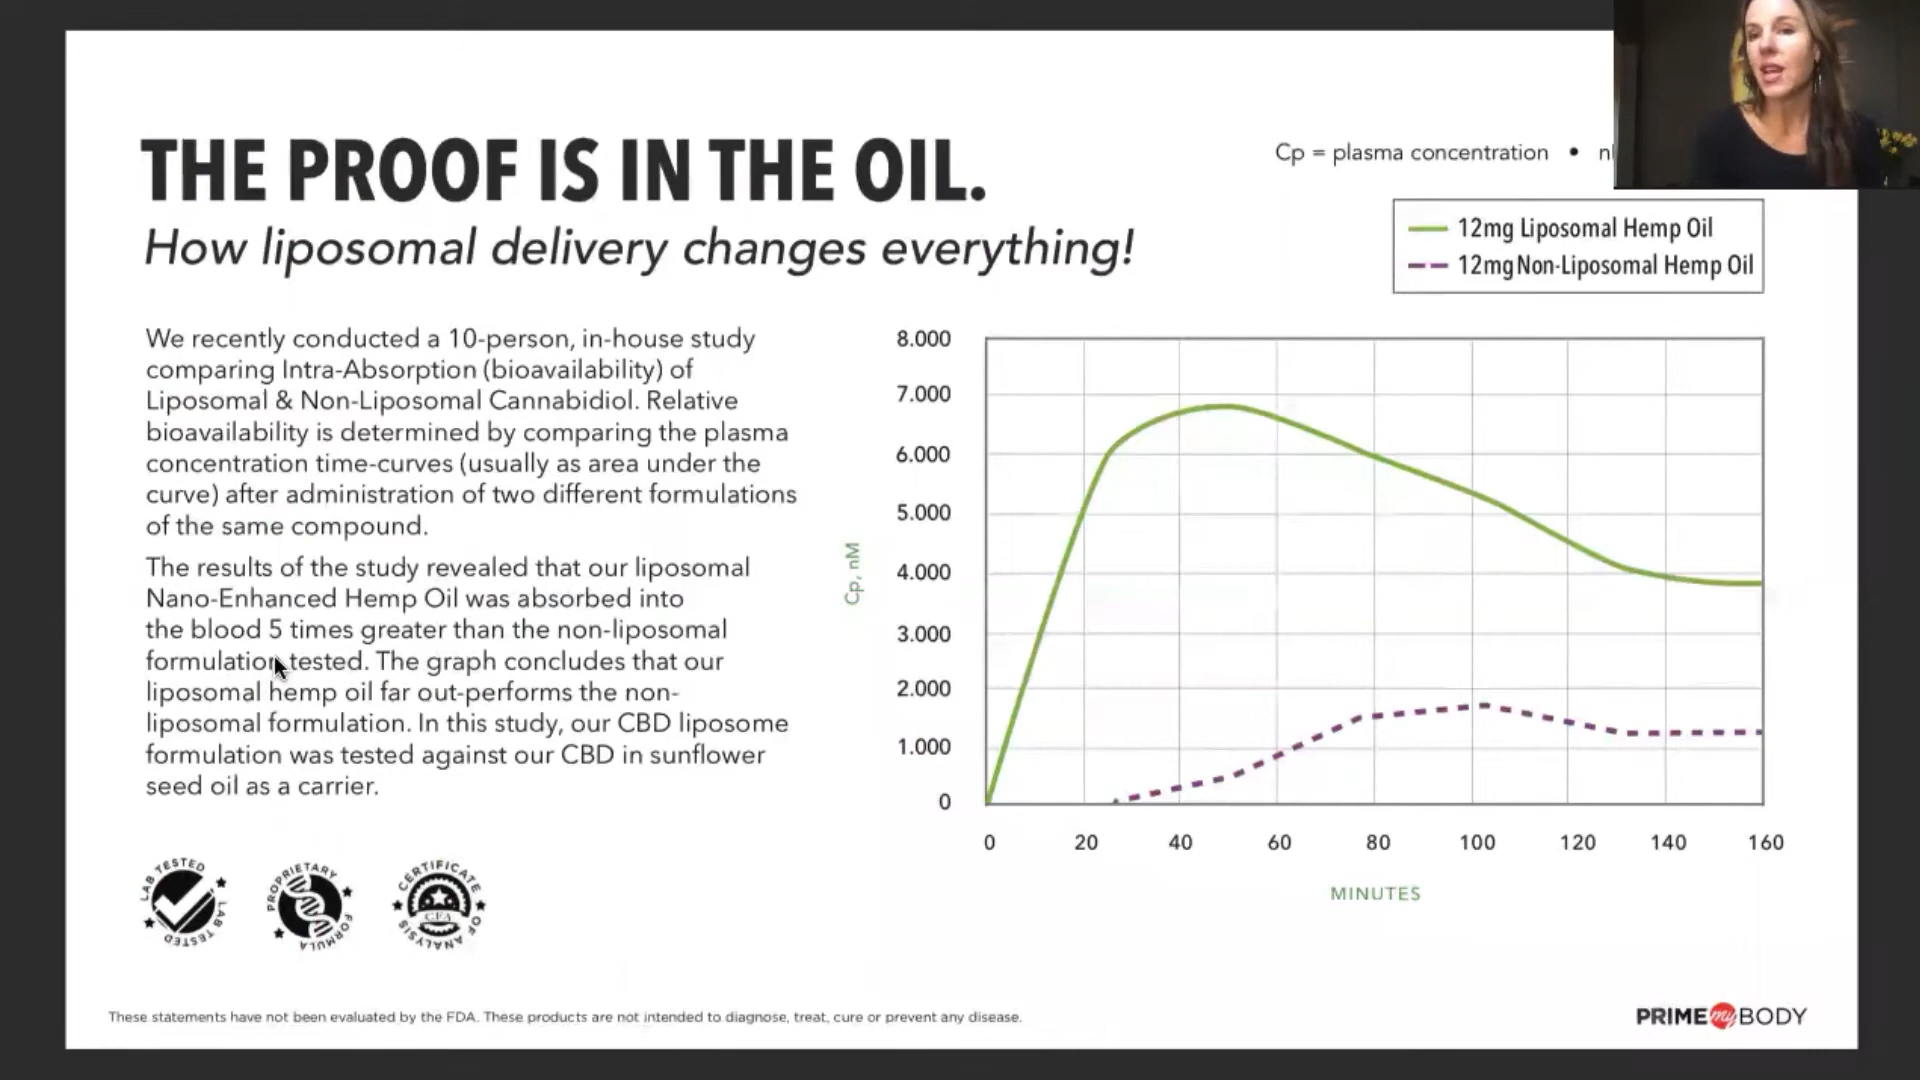 THE PROOF IS IN THE OIL.
How liposomal delivery changes everything!
Cp = plasma concentration •
12mg Liposomal Hemp Oil
12mg Non-Liposomal Hemp Oil
We recently conducted a 10-person, in-house study
comparing Intra-Absorption (bioavailability) of
Liposomal & Non-Liposomal Cannabidiol. Relative
bioavailability is determined by comparing the plasma
concentration time-curves (usually as area under the
curve) after administration of two different formulations
of the same compound.
The results of the study revealed that our liposomal
Nano-Enhanced Hemp Oil was absorbed into
the blood 5 times greater than the non-liposomal
formulation tested. The graph concludes that our
liposomal hemp oil far out-performs the non-
liposomal formulation. In this study, our CBD liposome
formulation was tested against our CBD in sunflower
seed oil as a carrier.
Cp, nM
8.000
7.000
6.000
5.000
4.000
3.000
2.000
1.000
0
0 20 40 60 80 100 120 140 160
MINUTES
LAB TESTED LAB TESTED
PROPRIETARY FORMULA
CERTIFICATE OF ANALYSIS
These statements have not been evaluated by the FDA. These products are not intended to diagnose, treat, cure or prevent any disease.
PRIME my BODY